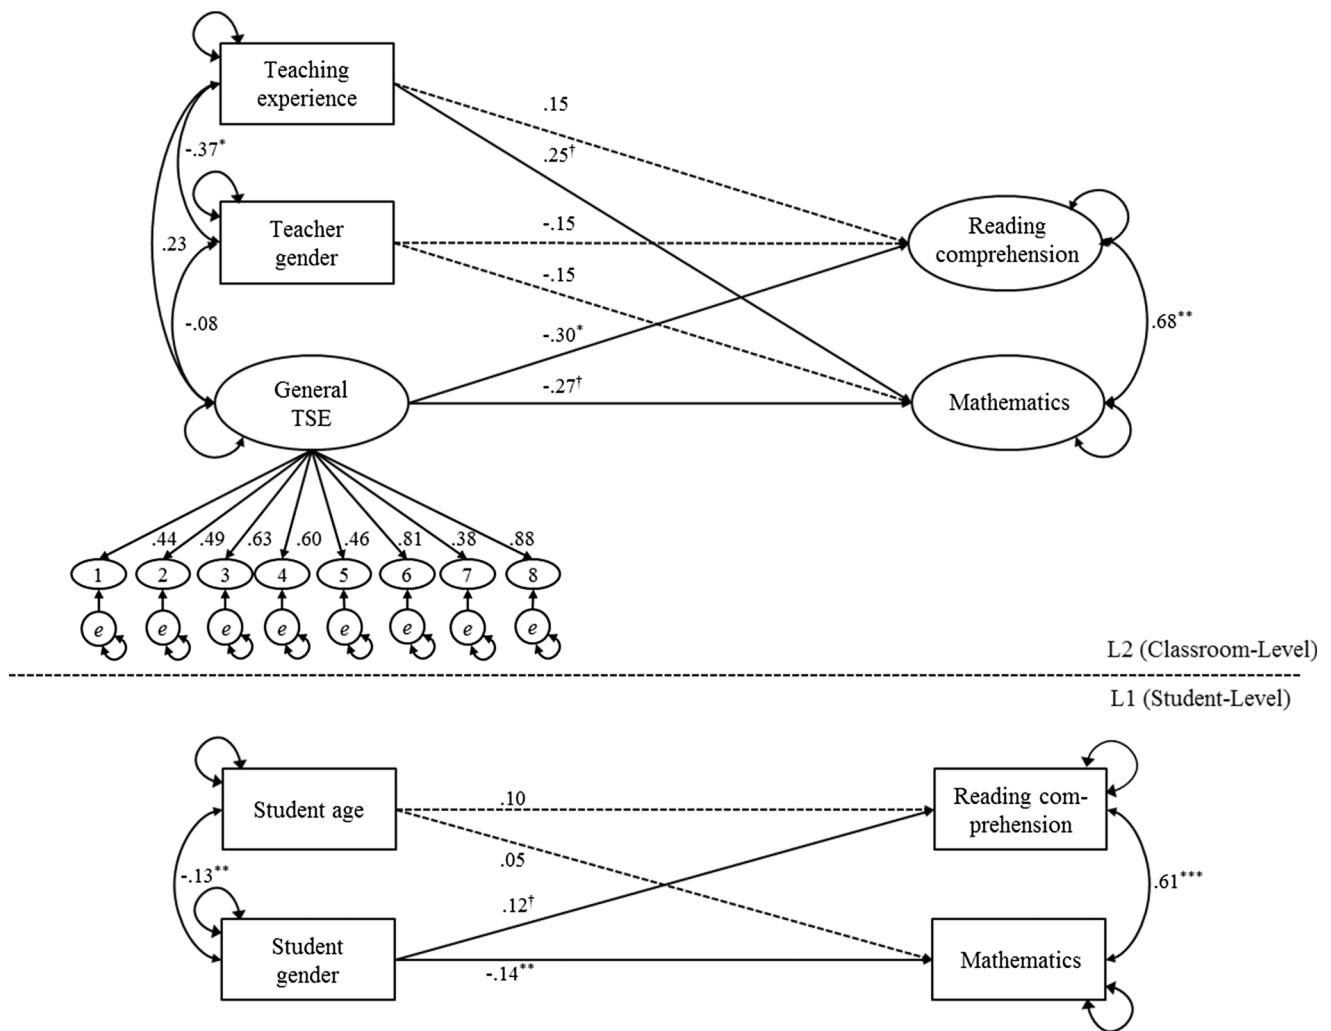 Teaching
experience
.15
-.37*
.25†
Teacher
gender
-.15
Reading
comprehension
.23
-.15
-.08
-.30*
.68**
General
TSE
-.27†
Mathematics
.44 .49 .63 .60 .46 .81 .38 .88
1 2 3 4 5 6 7 8
e e e e e e e e
L2 (Classroom-Level)
L1 (Student-Level)
Student age
.10
Reading com-
prehension
.05
-.13**
.61***
.12†
Student
gender
-.14**
Mathematics